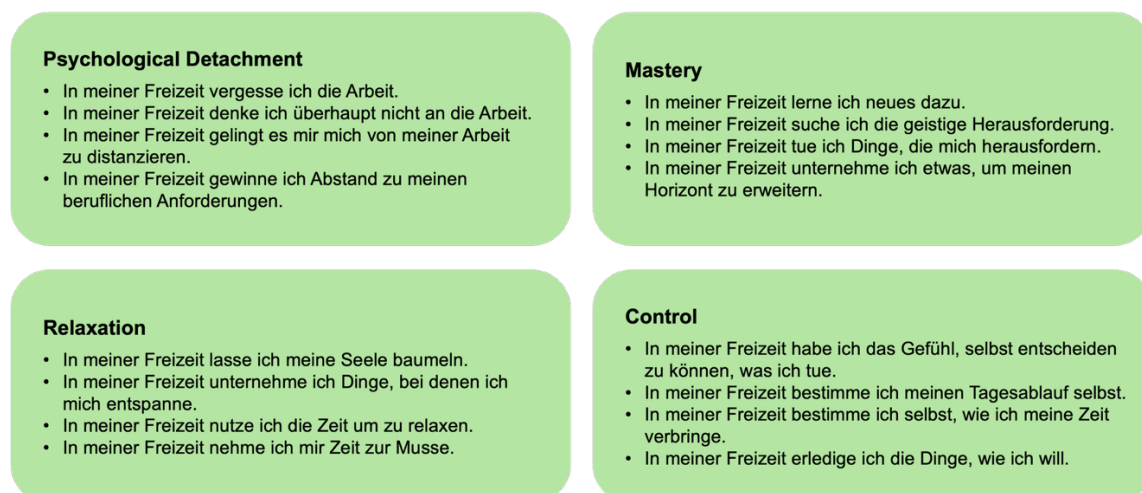 Psychological Detachment
• In meiner Freizeit vergesse ich die Arbeit.
• In meiner Freizeit denke ich überhaupt nicht an die Arbeit.
• In meiner Freizeit gelingt es mir mich von meiner Arbeit
zu distanzieren.
• In meiner Freizeit gewinne ich Abstand zu meinen
beruflichen Anforderungen.
Mastery
• In meiner Freizeit lerne ich neues dazu.
• In meiner Freizeit suche ich die geistige Herausforderung.
• In meiner Freizeit tue ich Dinge, die mich herausfordern.
• In meiner Freizeit unternehme ich etwas, um meinen
Horizont zu erweitern.
Relaxation
• In meiner Freizeit lasse ich meine Seele baumeln.
• In meiner Freizeit unternehme ich Dinge, bei denen ich
mich entspanne.
• In meiner Freizeit nutze ich die Zeit um zu relaxen.
• In meiner Freizeit nehme ich mir Zeit zur Musse.
Control
• In meiner Freizeit habe ich das Gefühl, selbst entscheiden
zu können, was ich tue.
• In meiner Freizeit bestimme ich meinen Tagesablauf selbst.
• In meiner Freizeit bestimme ich selbst, wie ich meine Zeit
verbringe.
• In meiner Freizeit erledige ich die Dinge, wie ich will.